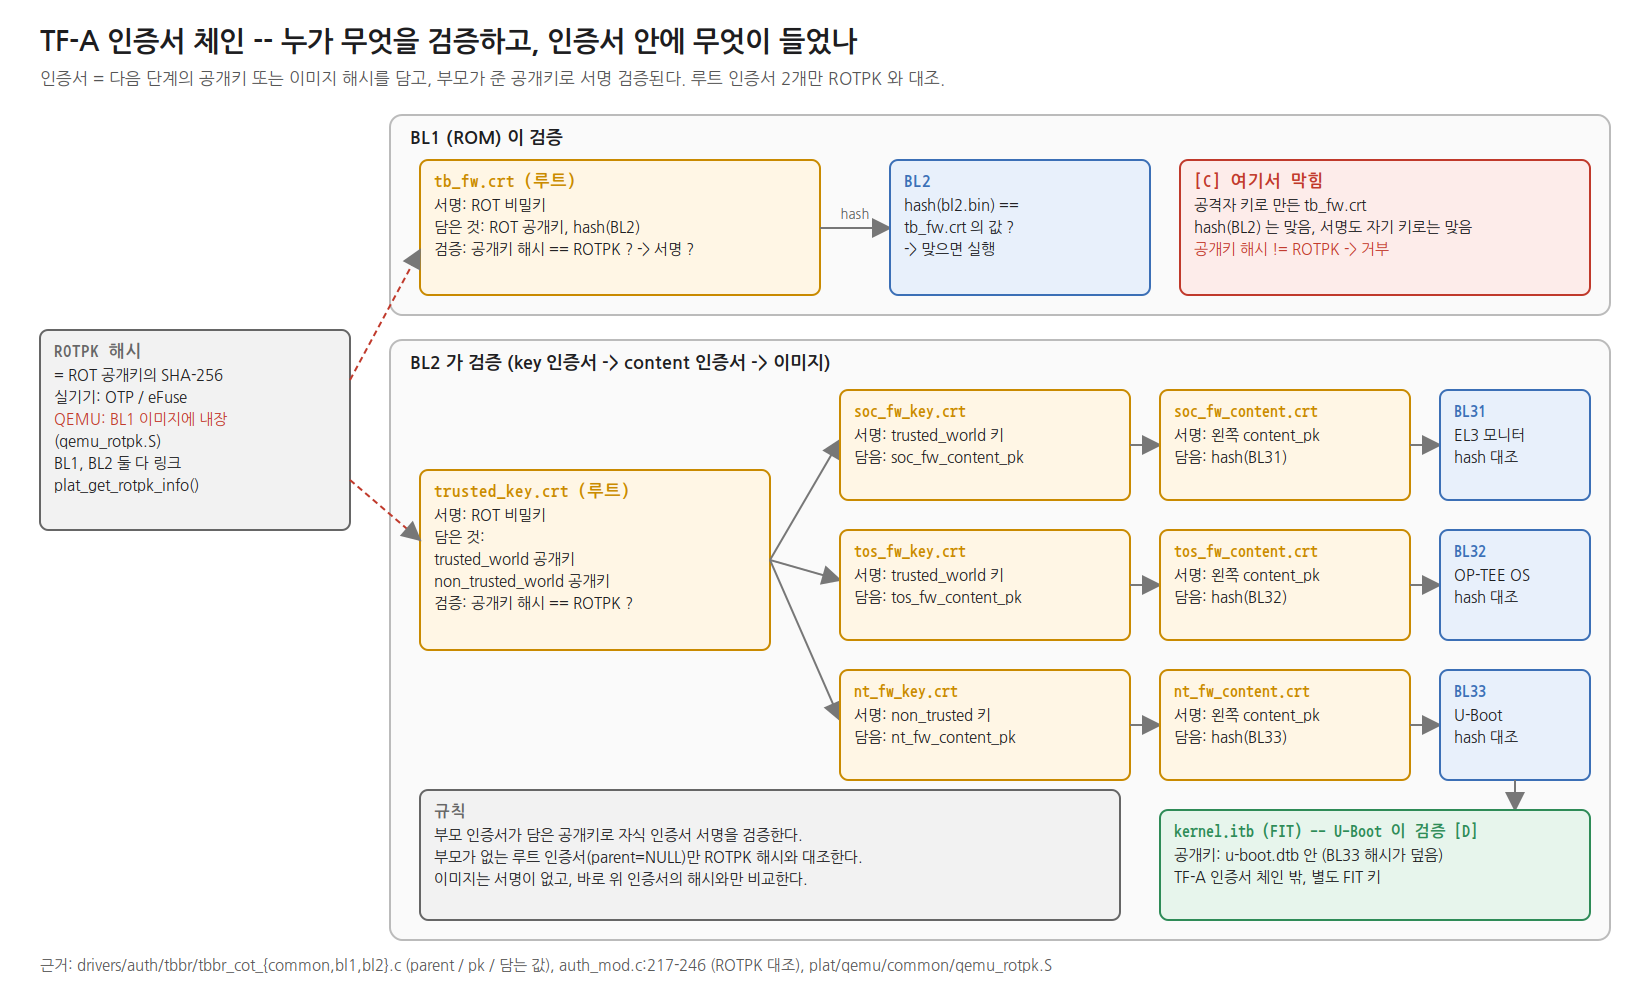 TF-A 인증서 체인 -- 누가 무엇을 검증하고, 인증서 안에 무엇이 들었나
인증서 = 다음 단계의 공개키 또는 이미지 해시를 담고, 부모가 준 공개키로 서명 검증된다. 루트 인증서 2개만 ROTPK 와 대조.
BL1 (ROM) 이 검증
tb_fw.crt (루트)
서명: ROT 비밀키
담은 것: ROT 공개키, hash(BL2)
검증: 공개키 해시 == ROTPK ? -> 서명 ?
hash
BL2
hash(bl2.bin) ==
tb_fw.crt 의 값 ?
-> 맞으면 실행
[C] 여기서 막힘
공격자 키로 만든 tb_fw.crt
hash(BL2) 는 맞음, 서명도 자기 키로는 맞음
공개키 해시 != ROTPK -> 거부
ROTPK 해시
= ROT 공개키의 SHA-256
실기기: OTP / eFuse
QEMU: BL1 이미지에 내장
(qemu_rotpk.S)
BL1, BL2 둘 다 링크
plat_get_rotpk_info()
BL2 가 검증 (key 인증서 -> content 인증서 -> 이미지)
trusted_key.crt (루트)
서명: ROT 비밀키
담은 것:
trusted_world 공개키
non_trusted_world 공개키
검증: 공개키 해시 == ROTPK ?
soc_fw_key.crt
서명: trusted_world 키
담음: soc_fw_content_pk
soc_fw_content.crt
서명: 왼쪽 content_pk
담음: hash(BL31)
BL31
EL3 모니터
hash 대조
tos_fw_key.crt
서명: trusted_world 키
담음: tos_fw_content_pk
tos_fw_content.crt
서명: 왼쪽 content_pk
담음: hash(BL32)
BL32
OP-TEE OS
hash 대조
nt_fw_key.crt
서명: non_trusted 키
담음: nt_fw_content_pk
nt_fw_content.crt
서명: 왼쪽 content_pk
담음: hash(BL33)
BL33
U-Boot
hash 대조
규칙
부모 인증서가 담은 공개키로 자식 인증서 서명을 검증한다.
부모가 없는 루트 인증서(parent=NULL)만 ROTPK 해시와 대조한다.
이미지는 서명이 없고, 바로 위 인증서의 해시와만 비교한다.
kernel.itb (FIT) -- U-Boot 이 검증 [D]
공개키: u-boot.dtb 안 (BL33 해시가 덮음)
TF-A 인증서 체인 밖, 별도 FIT 키
근거: drivers/auth/tbbr/tbbr_cot_{common,bl1,bl2}.c (parent / pk / 담는 값), auth_mod.c:217-246 (ROTPK 대조), plat/qemu/common/qemu_rotpk.S